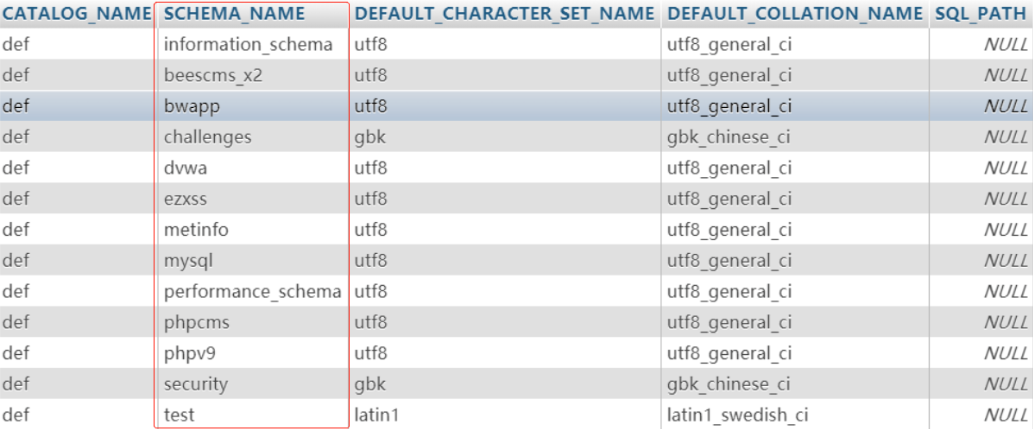 CATALOG_NAME SCHEMA_NAME DEFAULT_CHARACTER_SET_NAME DEFAULT_COLLATION_NAME SQL_PATH
def information_schema utf8 utf8_general_ci NULL
def beescms_x2 utf8 utf8_general_ci NULL
def bwapp utf8 utf8_general_ci NULL
def challenges gbk gbk_chinese_ci NULL
def dvwa utf8 utf8_general_ci NULL
def ezxss utf8 utf8_general_ci NULL
def metinfo utf8 utf8_general_ci NULL
def mysql utf8 utf8_general_ci NULL
def performance_schema utf8 utf8_general_ci NULL
def phpcms utf8 utf8_general_ci NULL
def phpv9 utf8 utf8_general_ci NULL
def security gbk gbk_chinese_ci NULL
def test latin1 latin1_swedish_ci NULL